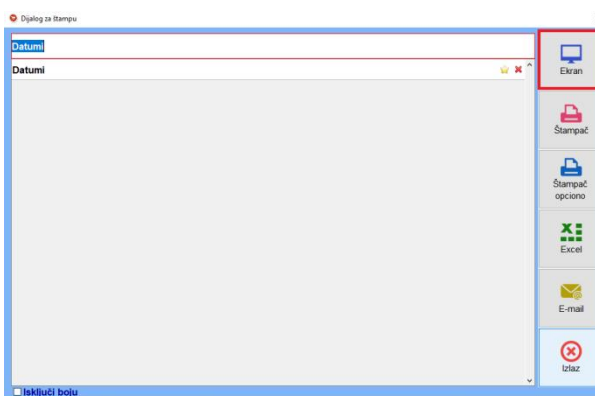 Dijalog za štampu
Datumi
Datumi
Ekran
Štampač
Štampač
opciono
Excel
E-mail
Izlaz
Isključi boju